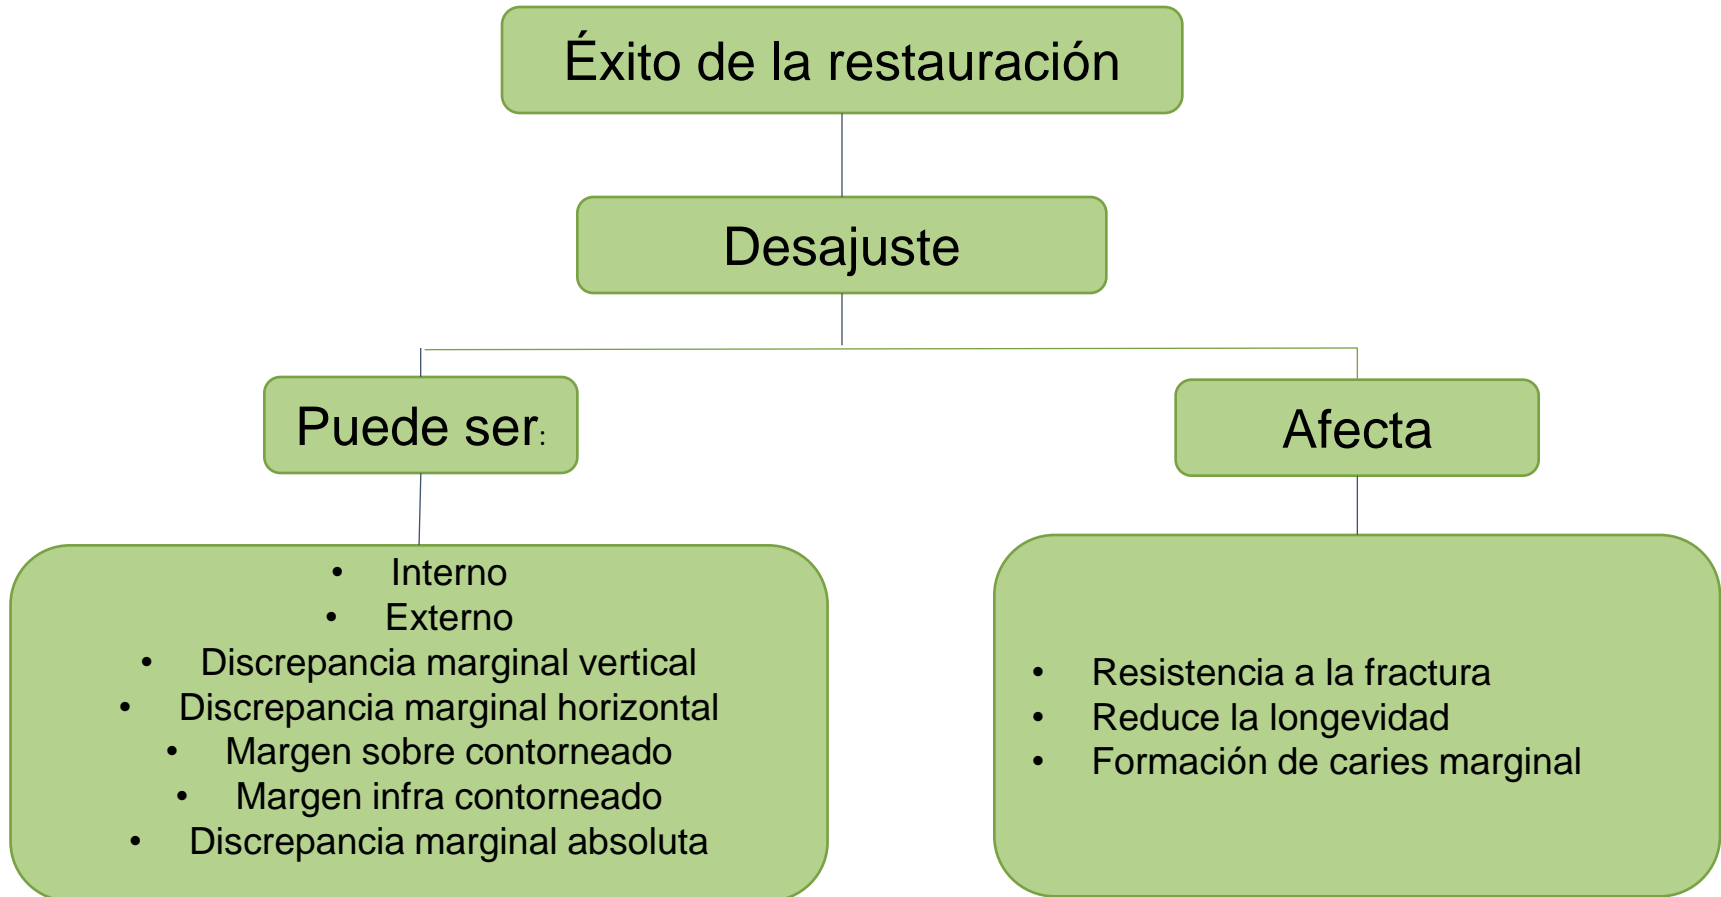 Éxito de la restauración
Desajuste
Puede ser:
Afecta
• Interno
• Externo
• Discrepancia marginal vertical
• Discrepancia marginal horizontal
• Margen sobre contorneado
• Margen infra contorneado
• Discrepancia marginal absoluta
• Resistencia a la fractura
• Reduce la longevidad
• Formación de caries marginal